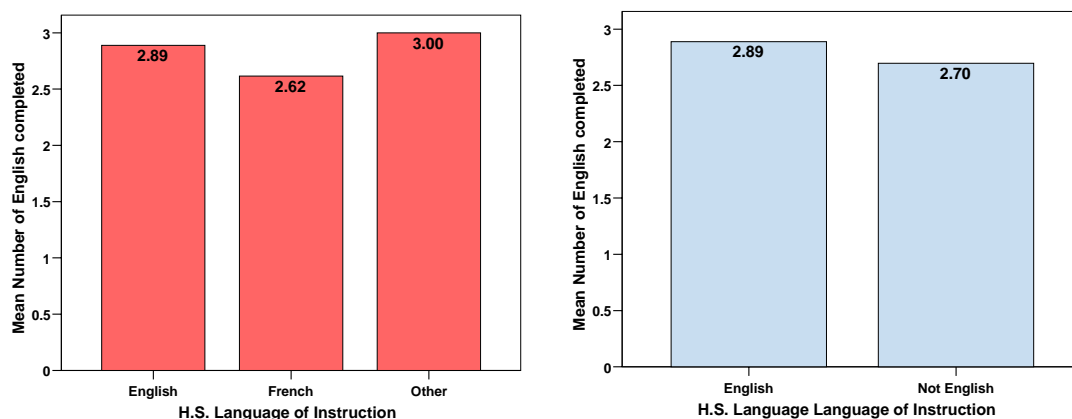 Mean Number of English completed
3
2.5
2
1.5
1
0.5
0
2.89
2.62
3.00
English
French
Other
H.S. Language of Instruction
Mean Number of English completed
3
2.5
2
1.5
1
0.5
0
2.89
2.70
English
Not English
H.S. Language Language of Instruction